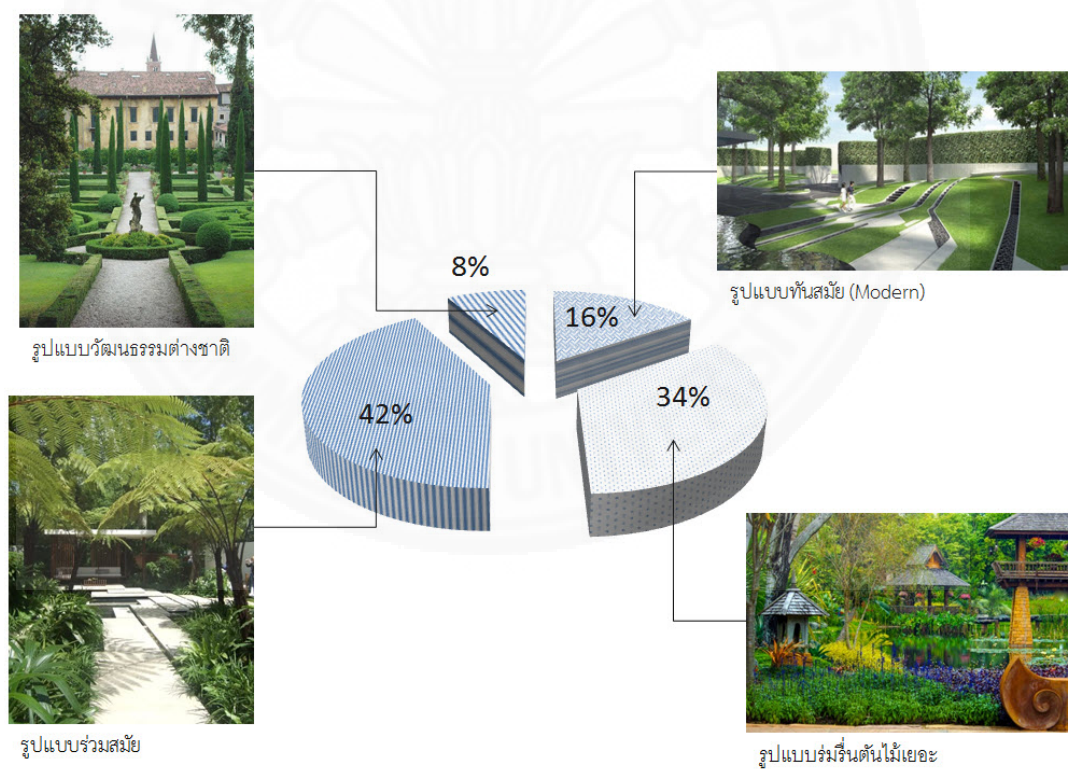 8%
16%
รูปแบบทันสมัย (Modern)
รูปแบบวัฒนธรรมต่างชาติ
42%
34%
รูปแบบร่วมสมัย
รูปแบบร่มรื่นต้นไม้เยอะ